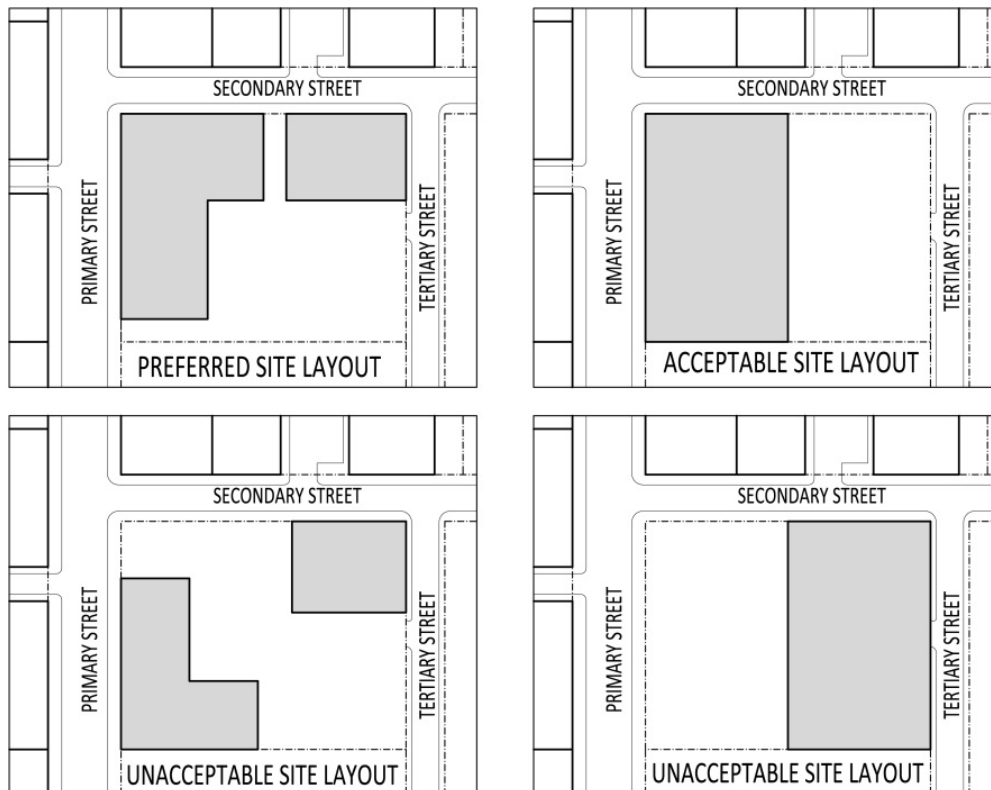 SECONDARY STREET
PRIMARY STREET
TERTIARY STREET
PREFERRED SITE LAYOUT
SECONDARY STREET
PRIMARY STREET
TERTIARY STREET
ACCEPTABLE SITE LAYOUT
SECONDARY STREET
PRIMARY STREET
TERTIARY STREET
UNACCEPTABLE SITE LAYOUT
SECONDARY STREET
PRIMARY STREET
TERTIARY STREET
UNACCEPTABLE SITE LAYOUT